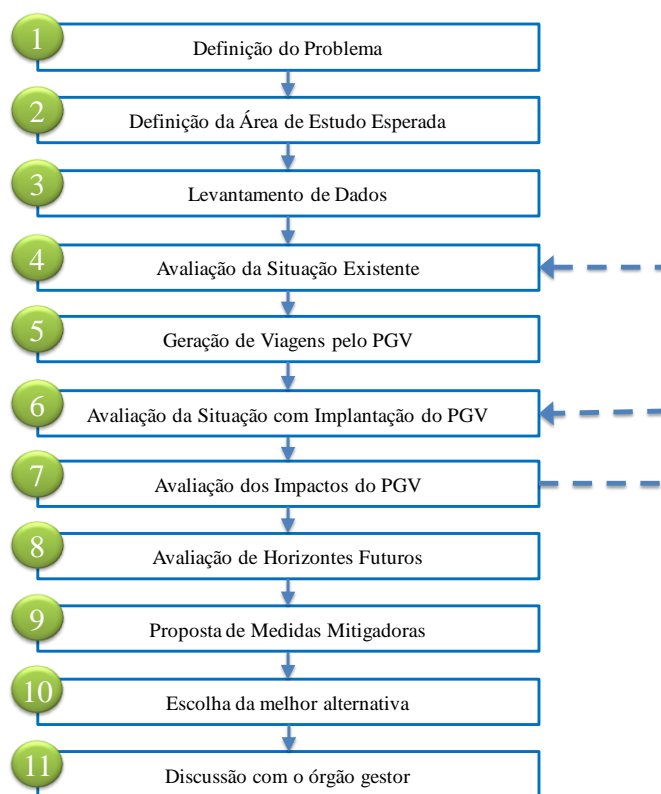 1
Definição do Problema
2
Definição da Área de Estudo Esperada
3
Levantamento de Dados
4
Avaliação da Situação Existente
5
Geração de Viagens pelo PGV
6
Avaliação da Situação com Implantação do PGV
7
Avaliação dos Impactos do PGV
8
Avaliação de Horizontes Futuros
9
Proposta de Medidas Mitigadoras
10
Escolha da melhor alternativa
11
Discussão com o órgão gestor